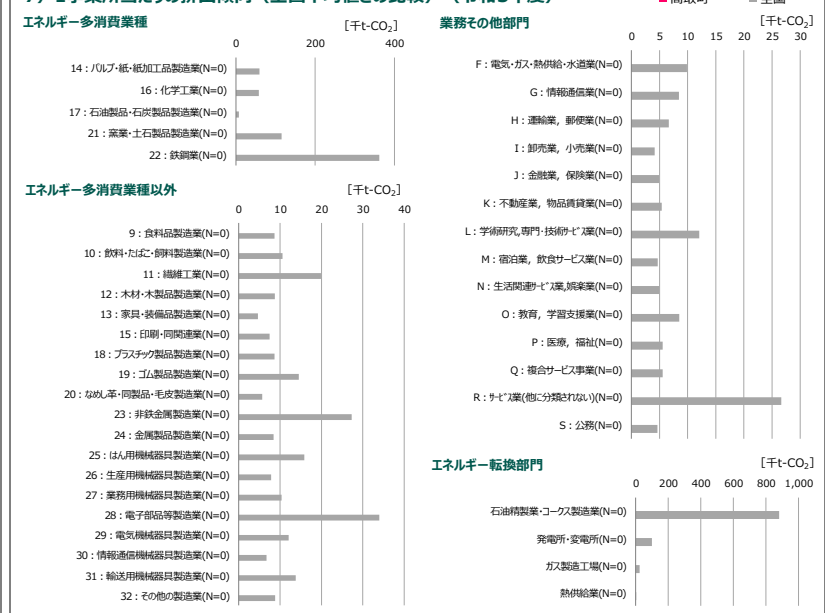 エネルギー多消費業種
[千t-CO₂]
0 200 400
14：パルプ・紙・紙加工品製造業(N=0)
16：化学工業(N=0)
17：石油製品・石炭製品製造業(N=0)
21：窯業・土石製品製造業(N=0)
22：鉄鋼業(N=0)
エネルギー多消費業種以外
[千t-CO₂]
0 10 20 30 40
9：食料品製造業(N=0)
10：飲料・たばこ・飼料製造業(N=0)
11：繊維工業(N=0)
12：木材・木製品製造業(N=0)
13：家具・装備品製造業(N=0)
15：印刷・同関連業(N=0)
18：プラスチック製品製造業(N=0)
19：ゴム製品製造業(N=0)
20：なめし革・同製品・毛皮製造業(N=0)
23：非鉄金属製造業(N=0)
24：金属製品製造業(N=0)
25：はん用機械器具製造業(N=0)
26：生産用機械器具製造業(N=0)
27：業務用機械器具製造業(N=0)
28：電子部品等製造業(N=0)
29：電気機械器具製造業(N=0)
30：情報通信機械器具製造業(N=0)
31：輸送用機械器具製造業(N=0)
32：その他の製造業(N=0)
業務その他部門
[千t-CO₂]
0 5 10 15 20 25 30
F：電気・ガス・熱供給・水道業(N=0)
G：情報通信業(N=0)
H：運輸業，郵便業(N=0)
I：卸売業，小売業(N=0)
J：金融業，保険業(N=0)
K：不動産業，物品賃貸業(N=0)
L：学術研究,専門・技術ｻｰﾋﾞｽ業(N=0)
M：宿泊業，飲食サービス業(N=0)
N：生活関連ｻｰﾋﾞｽ業,娯楽業(N=0)
O：教育，学習支援業(N=0)
P：医療，福祉(N=0)
Q：複合サービス事業(N=0)
R：ｻｰﾋﾞｽ業(他に分類されない)(N=0)
S：公務(N=0)
エネルギー転換部門
[千t-CO₂]
0 200 400 600 800 1,000
石油精製業・コークス製造業(N=0)
発電所・変電所(N=0)
ガス製造工場(N=0)
熱供給業(N=0)